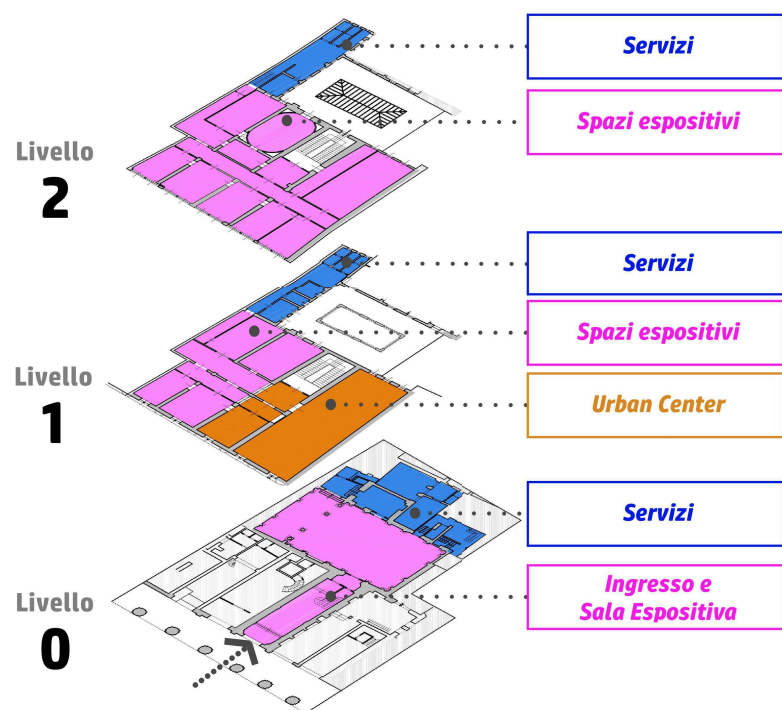 Servizi
Spazi espositivi
Livello
2
Servizi
Spazi espositivi
Livello
1
Urban Center
Servizi
Livello
0
Ingresso e
Sala Espositiva